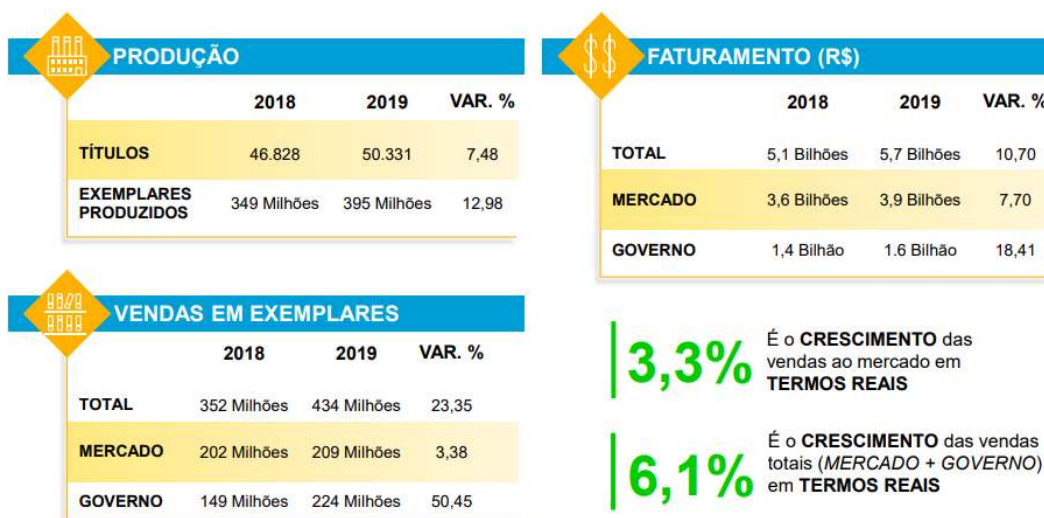 PRODUÇÃO
2018 2019 VAR. %
TÍTULOS 46.828 50.331 7,48
EXEMPLARES
PRODUZIDOS 349 Milhões 395 Milhões 12,98
VENDAS EM EXEMPLARES
2018 2019 VAR. %
TOTAL 352 Milhões 434 Milhões 23,35
MERCADO 202 Milhões 209 Milhões 3,38
GOVERNO 149 Milhões 224 Milhões 50,45
$$ FATURAMENTO (R$)
2018 2019 VAR. %
TOTAL 5,1 Bilhões 5,7 Bilhões 10,70
MERCADO 3,6 Bilhões 3,9 Bilhões 7,70
GOVERNO 1,4 Bilhão 1.6 Bilhão 18,41
3,3%
É o CRESCIMENTO das
vendas ao mercado em
TERMOS REAIS
6,1%
É o CRESCIMENTO das vendas
totais (MERCADO + GOVERNO)
em TERMOS REAIS